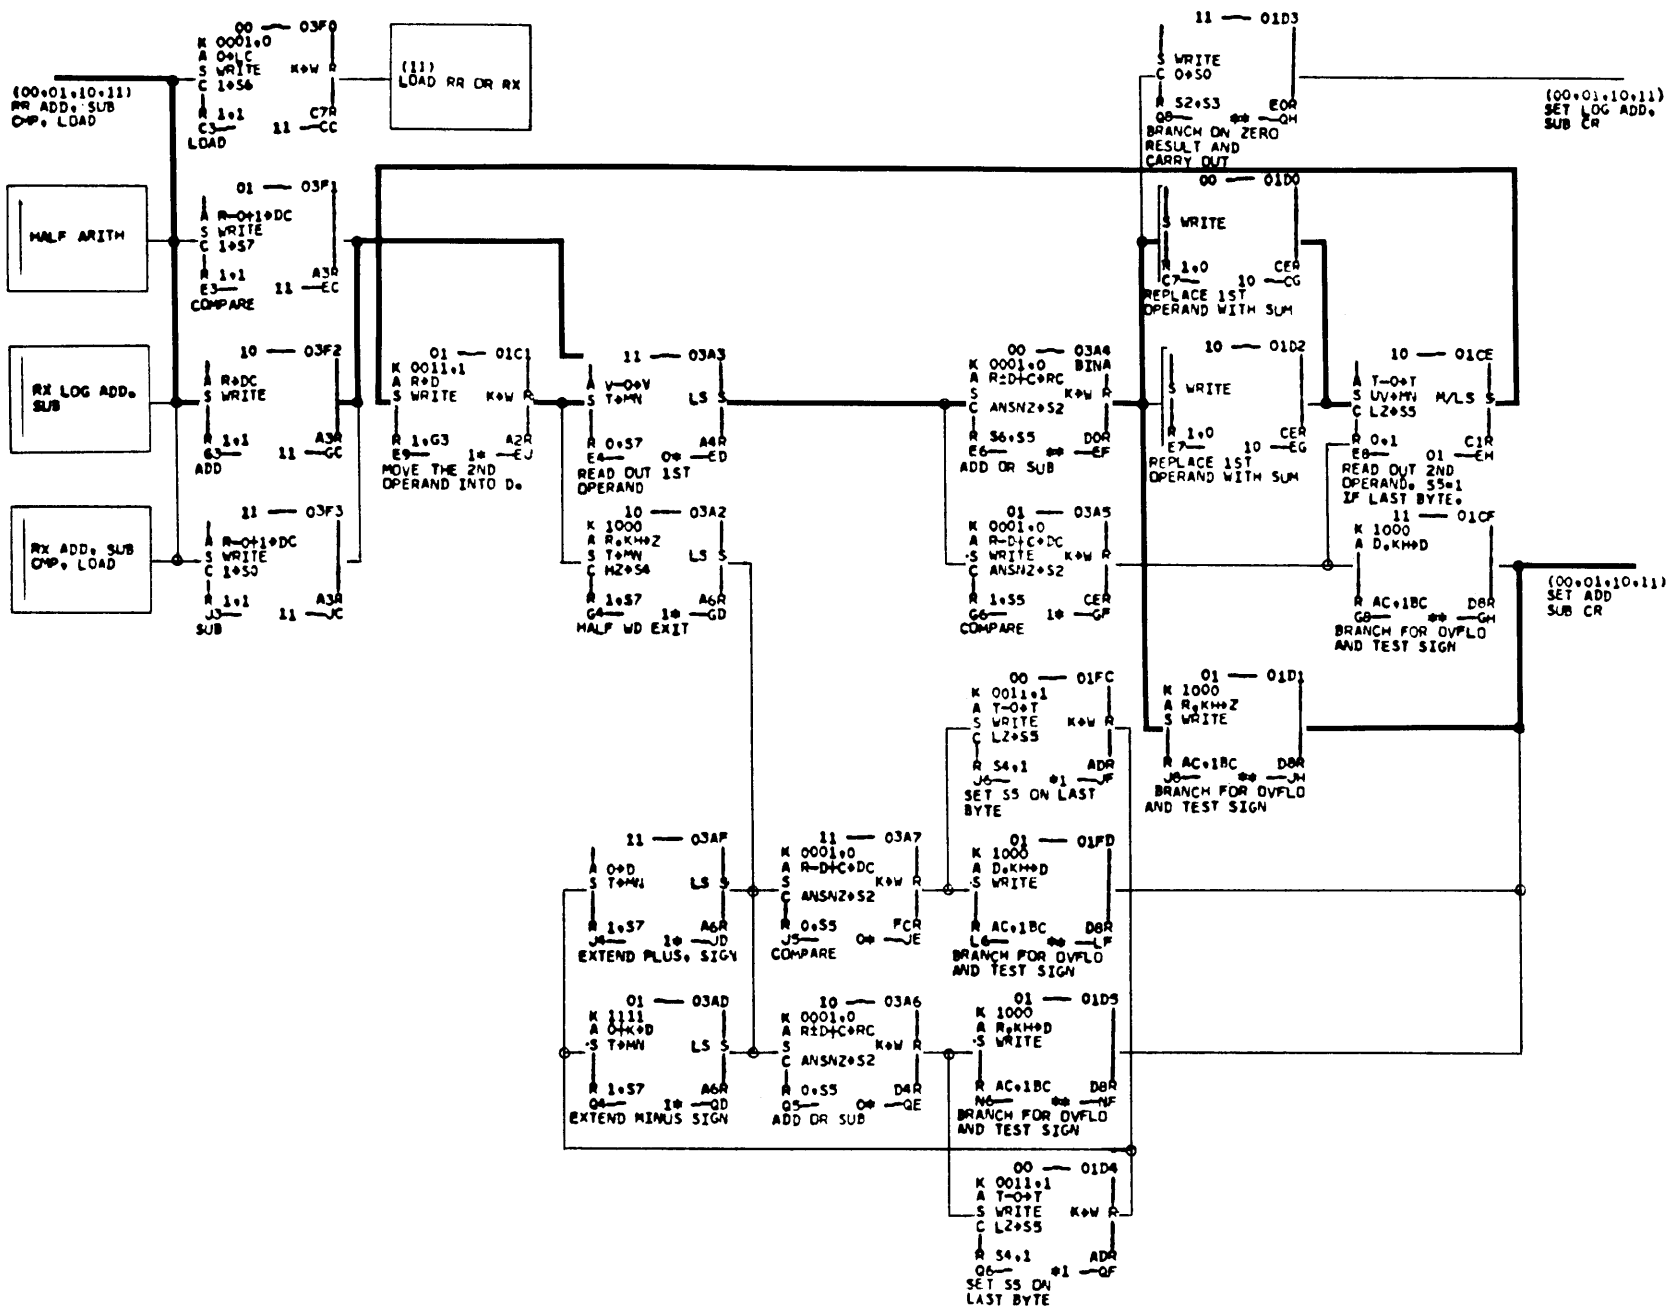 (00,01,10,11)
RR ADD, SUB
CMP, LOAD
00 — 03F0
K 0001,0
A 0→LC
S WRITE K→W R
C 1→S6
R 1,1 C7R
C3— 11 —CC
LOAD
(11)
LOAD RR OR RX
HALF ARITH
01 — 03F1
A R-0+1→DC
S WRITE
C 1→S7
R 1,1 A3R
E3— 11 —EC
COMPARE
RX LOG ADD,
SUB
10 — 03F2
A R→DC
S WRITE
R 1,1 A3R
G3— 11 —GC
ADD
RX ADD, SUB
CMP, LOAD
11 — 03F3
A R-0+1→DC
S WRITE
C 1→S0
R 1,1 A3R
J3— 11 —JC
SUB
01 — 01C1
K 0011,1
A R→D
S WRITE K→W R
R 1,G3 A2R
E9— 1* —EJ
MOVE THE 2ND
OPERAND INTO D.
11 — 03A3
A V-0→V
S T→MN LS S
R 0,S7 A4R
E4— 0* —ED
READ OUT 1ST
OPERAND
10 — 03A2
K 1000
A R,KH→Z
S T→MN LS S
C HZ→S4
R 1,S7 A6R
G4— 1* —GD
HALF WD EXIT
00 — 03A4
K 0001,0 BINA
A R±D+C→RC
S K→W R
C ANSNZ→S2
R S6,S5 D0R
E6— ** —EF
ADD OR SUB
01 — 03A5
K 0001,0
A R-D+C→DC
S WRITE K→W R
C ANSNZ→S2
R 1,S5 CER
G6— 1* —GF
COMPARE
11 — 01D3
S WRITE
C 0→S0
R S2,S3 E0R
Q8— ** —QH
BRANCH ON ZERO
RESULT AND
CARRY OUT
(00,01,10,11)
SET LOG ADD,
SUB CR
00 — 01D0
S WRITE
R 1,0 CER
C7— 10 —CG
REPLACE 1ST
OPERAND WITH SUM
10 — 01D2
S WRITE
R 1,0 CER
E7— 10 —EG
REPLACE 1ST
OPERAND WITH SUM
10 — 01CE
A T-0→T
S UV→MN M/LS S
C LZ→S5
R 0,1 C1R
E8— 01 —EH
READ OUT 2ND
OPERAND, S5=1
IF LAST BYTE.
11 — 01CF
K 1000
A D,KH→D
R AC,1BC D8R
G8— ** —GH
BRANCH FOR OVFLO
AND TEST SIGN
(00,01,10,11)
SET ADD
SUB CR
00 — 01FC
K 0011,1
A T-0→T
S WRITE K→W R
C LZ→S5
R S4,1 ADR
J6— *1 —JF
SET S5 ON LAST
BYTE
01 — 01D1
K 1000
A R,KH→Z
S WRITE
R AC,1BC D8R
J8— ** —JH
BRANCH FOR OVFLO
AND TEST SIGN
11 — 03AF
A 0→D
S T→MN LS S
R 1,S7 A6R
J4— 1* —JD
EXTEND PLUS, SIGN
11 — 03A7
K 0001,0
A R-D+C→DC
S K→W R
C ANSNZ→S2
R 0,S5 FCR
J5— 0* —JE
COMPARE
01 — 01FD
K 1000
A D,KH→D
S WRITE
R AC,1BC D8R
L6— ** —LF
BRANCH FOR OVFLO
AND TEST SIGN
01 — 03AD
K 1111
A 0+K→D
S T→MN LS S
R 1,S7 A6R
Q4— 1* —QD
EXTEND MINUS SIGN
10 — 03A6
K 0001,0
A R±D+C→RC
S K→W R
C ANSNZ→S2
R 0,S5 D4R
Q5— 0* —QE
ADD OR SUB
01 — 01D5
K 1000
A R,KH→D
S WRITE
R AC,1BC D8R
N6— ** —NF
BRANCH FOR OVFLO
AND TEST SIGN
00 — 01D4
K 0011,1
A T-0→T
S WRITE K→W R
C LZ→S5
R S4,1 ADR
Q6— *1 —QF
SET S5 ON
LAST BYTE